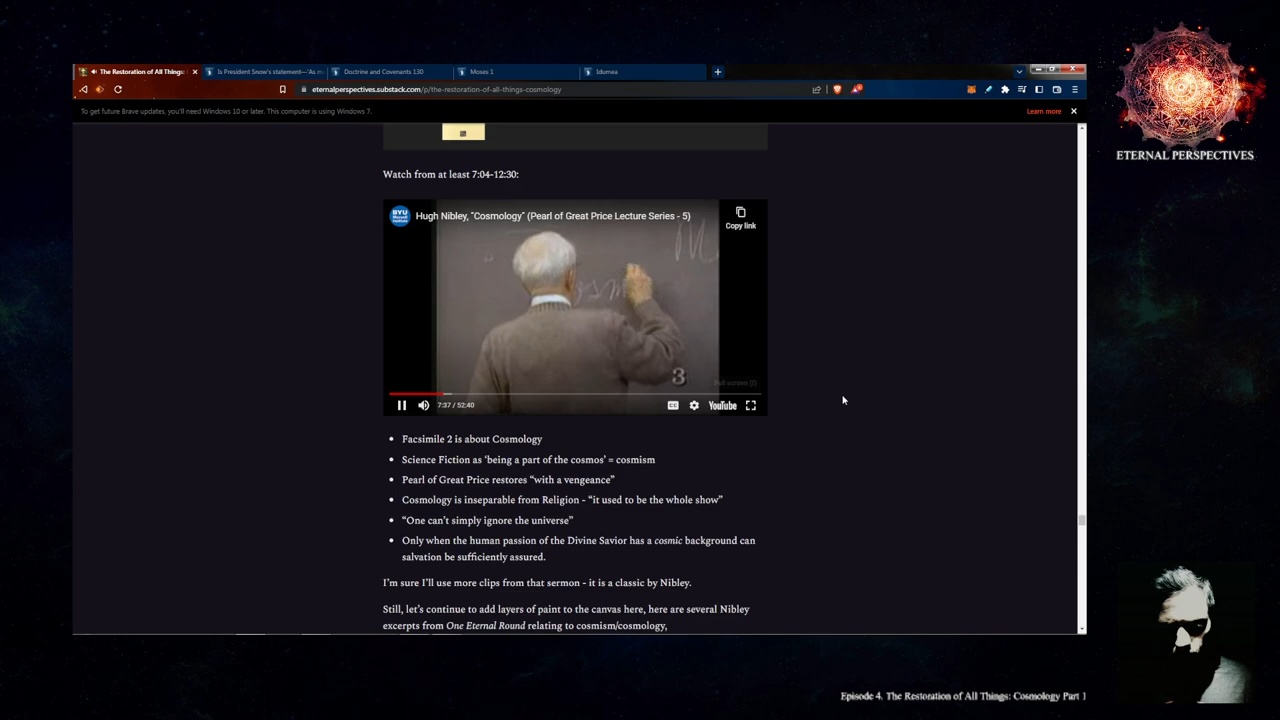 The Restoration of All Things:
Is President Snow's statement—'As m
Doctrine and Covenants 130
Moses 1
Idumea
eternalperspectives.substack.com/p/the-restoration-of-all-things-cosmology
To get future Brave updates, you'll need Windows 10 or later. This computer is using Windows 7.
Learn more
ETERNAL PERSPECTIVES
Watch from at least 7:04-12:30:
BYU
Hugh Nibley, "Cosmology" (Pearl of Great Price Lecture Series - 5)
Copy link
M
osm
3
Full screen (f)
7:37 / 52:40
CC
YouTube
• Facsimile 2 is about Cosmology
• Science Fiction as ‘being a part of the cosmos’ = cosmism
• Pearl of Great Price restores “with a vengeance”
• Cosmology is inseparable from Religion - “it used to be the whole show”
• “One can’t simply ignore the universe”
• Only when the human passion of the Divine Savior has a cosmic background can
salvation be sufficiently assured.
I’m sure I’ll use more clips from that sermon - it is a classic by Nibley.
Still, let’s continue to add layers of paint to the canvas here, here are several Nibley
excerpts from One Eternal Round relating to cosmism/cosmology,
Episode 4. The Restoration of All Things: Cosmology Part 1